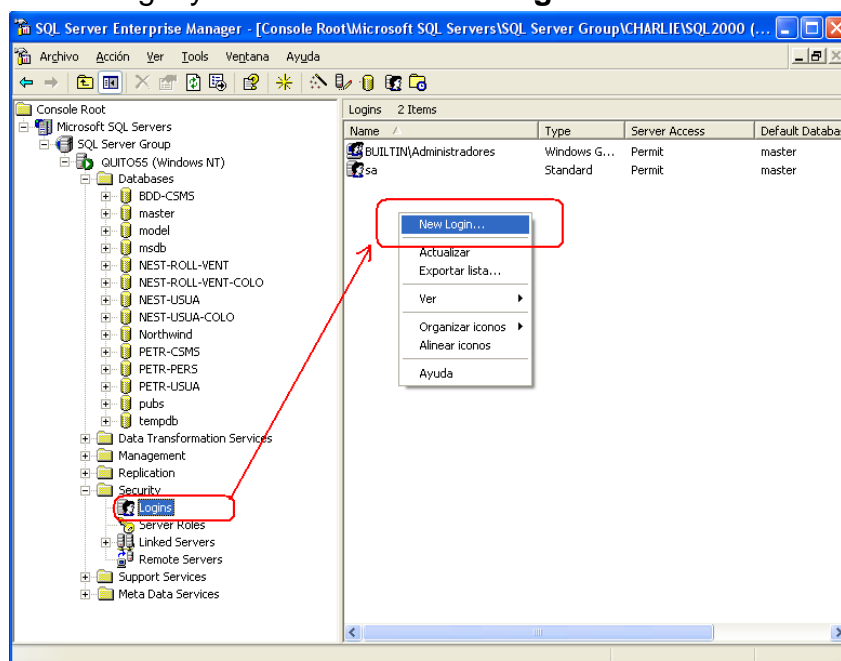 SQL Server Enterprise Manager - [Console Root\Microsoft SQL Servers\SQL Server Group\CHARLIE\SQL2000 (...
Archivo Acción Ver Tools Ventana Ayuda
Console Root
Microsoft SQL Servers
SQL Server Group
QUITO55 (Windows NT)
Databases
BDD-CSMS
master
model
msdb
NEST-ROLL-VENT
NEST-ROLL-VENT-COLO
NEST-USUA
NEST-USUA-COLO
Northwind
PETR-CSMS
PETR-PERS
PETR-USUA
pubs
tempdb
Data Transformation Services
Management
Replication
Security
Logins
Server Roles
Linked Servers
Remote Servers
Support Services
Meta Data Services
Logins 2 Items
Name Type Server Access Default Databa
BUILTIN\Administradores Windows G... Permit master
sa Standard Permit master
New Login...
Actualizar
Exportar lista...
Ver
Organizar iconos
Alinear iconos
Ayuda